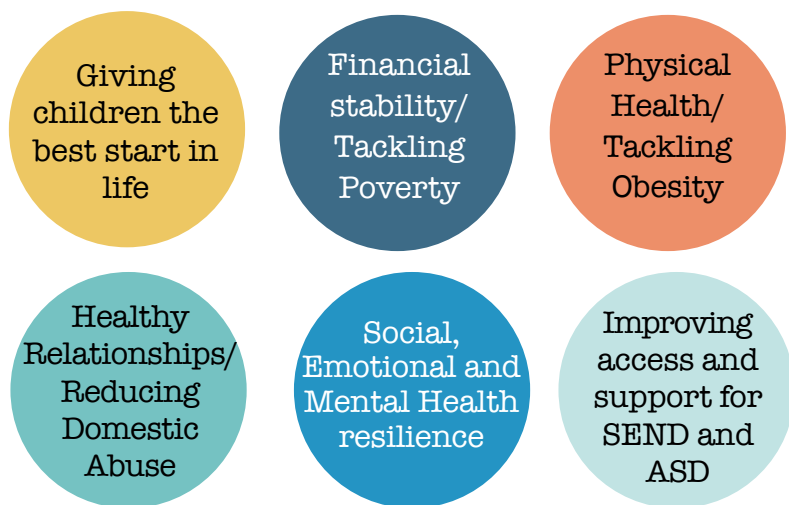 Giving
children the
best start in
life
Financial
stability/
Tackling
Poverty
Physical
Health/
Tackling
Obesity
Healthy
Relationships/
Reducing
Domestic
Abuse
Social,
Emotional and
Mental Health
resilience
Improving
access and
support for
SEND and
ASD